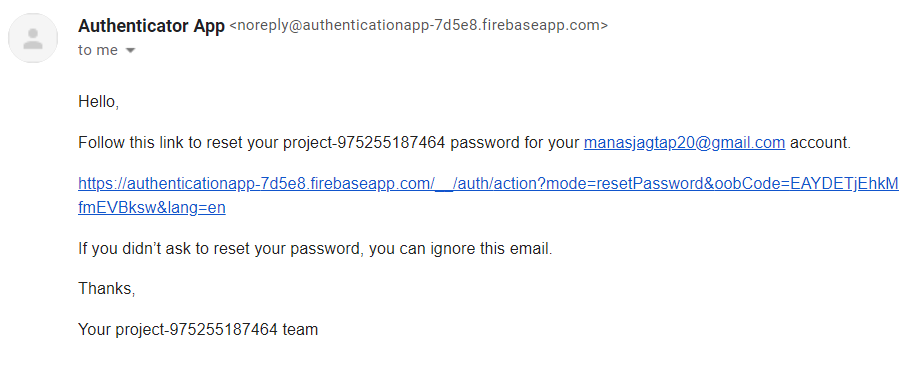 Authenticator App <noreply@authenticationapp-7d5e8.firebaseapp.com>
to me
Hello,
Follow this link to reset your project-975255187464 password for your manasjagtap20@gmail.com account.
https://authenticationapp-7d5e8.firebaseapp.com/__/auth/action?mode=resetPassword&oobCode=EAYDETjEhkM
fmEVBksw&lang=en
If you didn’t ask to reset your password, you can ignore this email.
Thanks,
Your project-975255187464 team